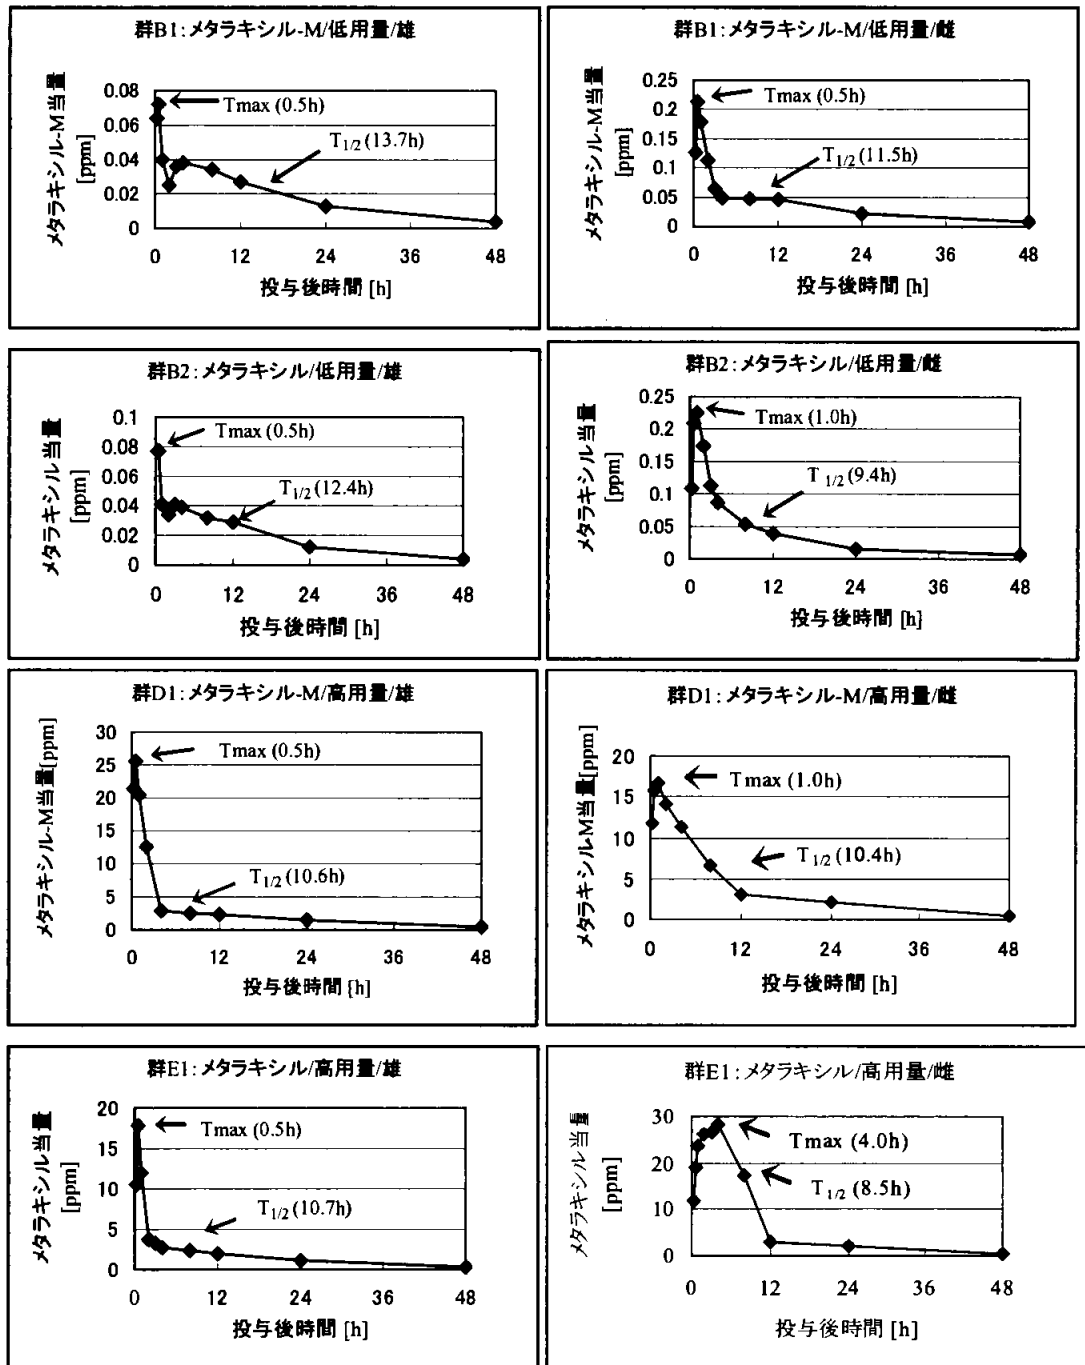 群B1:メタラキシル-M/低用量/雄
メタラキシル-M当量
[ppm]
0.08
0.06
0.04
0.02
0
Tmax (0.5h)
T1/2 (13.7h)
0 12 24 36 48
投与後時間 [h]
群B1:メタラキシル-M/低用量/雌
メタラキシル-M当量
[ppm]
0.25
0.2
0.15
0.1
0.05
0
Tmax (0.5h)
T1/2 (11.5h)
0 12 24 36 48
投与後時間 [h]
群B2:メタラキシル/低用量/雄
メタラキシル当量
[ppm]
0.1
0.08
0.06
0.04
0.02
0
Tmax (0.5h)
T1/2 (12.4h)
0 12 24 36 48
投与後時間 [h]
群B2:メタラキシル/低用量/雌
メタラキシル当量
[ppm]
0.25
0.2
0.15
0.1
0.05
0
Tmax (1.0h)
T 1/2 (9.4h)
0 12 24 36 48
投与後時間 [h]
群D1:メタラキシル-M/高用量/雄
メタラキシル-M当量[ppm]
30
25
20
15
10
5
0
Tmax (0.5h)
T1/2 (10.6h)
0 12 24 36 48
投与後時間 [h]
群D1:メタラキシル-M/高用量/雌
メタラキシル-M当量[ppm]
20
15
10
5
0
Tmax (1.0h)
T1/2 (10.4h)
0 12 24 36 48
投与後時間 [h]
群E1:メタラキシル/高用量/雄
メタラキシル当量
[ppm]
20
15
10
5
0
Tmax (0.5h)
T1/2 (10.7h)
0 12 24 36 48
投与後時間 [h]
群E1:メタラキシル/高用量/雌
メタラキシル当量
[ppm]
30
20
10
0
Tmax (4.0h)
T1/2 (8.5h)
0 12 24 36 48
投与後時間 [h]